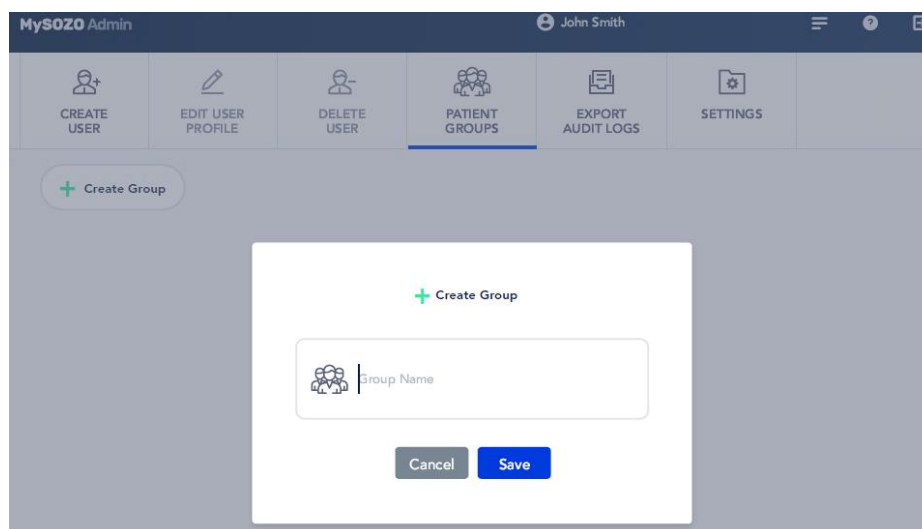 MySOZO Admin
John Smith
?
CREATE
USER
EDIT USER
PROFILE
DELETE
USER
PATIENT
GROUPS
EXPORT
AUDIT LOGS
SETTINGS
+ Create Group
+ Create Group
Group Name
Cancel
Save